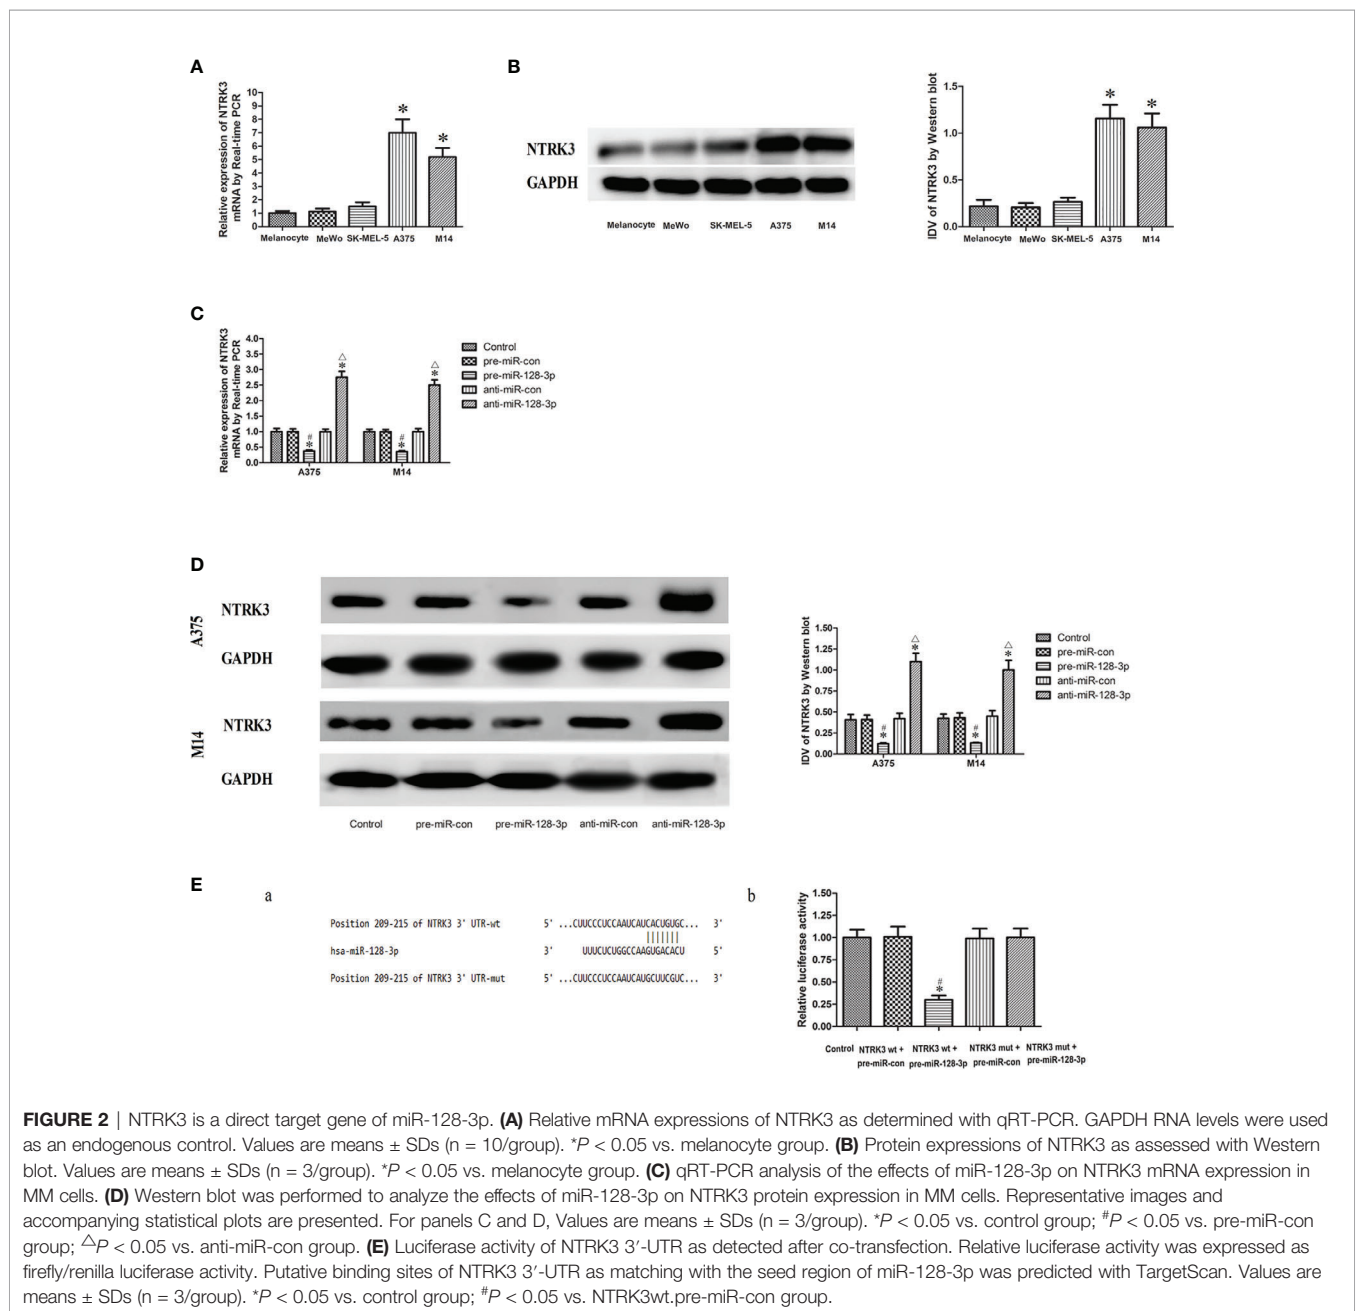 A
Relative expression of NTRK3
mRNA by Real-time PCR
10
9
8
7
6
5
4
3
2
1
*
*
Melanocyte MeWo SK-MEL-5 A375 M14
B
NTRK3
GAPDH
Melanocyte MeWo SK-MEL-5 A375 M14
IDV of NTRK3 by Western blot
1.5
1.0
0.5
0.0
*
*
Melanocyte MeWo SK-MEL-5 A375 M14
C
Relative expression of NTRK3
mRNA by Real-time PCR
4.0
3.5
3.0
2.5
2.0
1.5
1.0
0.5
0.0
#
*
△
*
#
*
△
*
A375 M14
Control
pre-miR-con
pre-miR-128-3p
anti-miR-con
anti-miR-128-3p
D
A375
NTRK3
GAPDH
M14
NTRK3
GAPDH
Control pre-miR-con pre-miR-128-3p anti-miR-con anti-miR-128-3p
IDV of NTRK3 by Western blot
1.50
1.25
1.00
0.75
0.50
0.25
0.00
#
*
△
*
#
*
△
*
A375 M14
Control
pre-miR-con
pre-miR-128-3p
anti-miR-con
anti-miR-128-3p
E
a
Position 209-215 of NTRK3 3' UTR-wt 5' ...CUUCCCUCCAAUCAUCACUGUGC... 3'
hsa-miR-128-3p 3' UUUCUCUGGCCAAGUGACACU 5'
Position 209-215 of NTRK3 3' UTR-mut 5' ...CUUCCCUCCAAUCAUGCUUCGUC... 3'
b
Relative luciferase activity
1.50
1.25
1.00
0.75
0.50
0.25
0.00
#
*
Control NTRK3 wt + NTRK3 wt + NTRK3 mut + NTRK3 mut +
pre-miR-con pre-miR-128-3p pre-miR-con pre-miR-128-3p
FIGURE 2 | NTRK3 is a direct target gene of miR-128-3p. (A) Relative mRNA expressions of NTRK3 as determined with qRT-PCR. GAPDH RNA levels were used
as an endogenous control. Values are means ± SDs (n = 10/group). *P < 0.05 vs. melanocyte group. (B) Protein expressions of NTRK3 as assessed with Western
blot. Values are means ± SDs (n = 3/group). *P < 0.05 vs. melanocyte group. (C) qRT-PCR analysis of the effects of miR-128-3p on NTRK3 mRNA expression in
MM cells. (D) Western blot was performed to analyze the effects of miR-128-3p on NTRK3 protein expression in MM cells. Representative images and
accompanying statistical plots are presented. For panels C and D, Values are means ± SDs (n = 3/group). *P < 0.05 vs. control group; #P < 0.05 vs. pre-miR-con
group; △P < 0.05 vs. anti-miR-con group. (E) Luciferase activity of NTRK3 3′-UTR as detected after co-transfection. Relative luciferase activity was expressed as
firefly/renilla luciferase activity. Putative binding sites of NTRK3 3′-UTR as matching with the seed region of miR-128-3p was predicted with TargetScan. Values are
means ± SDs (n = 3/group). *P < 0.05 vs. control group; #P < 0.05 vs. NTRK3wt.pre-miR-con group.